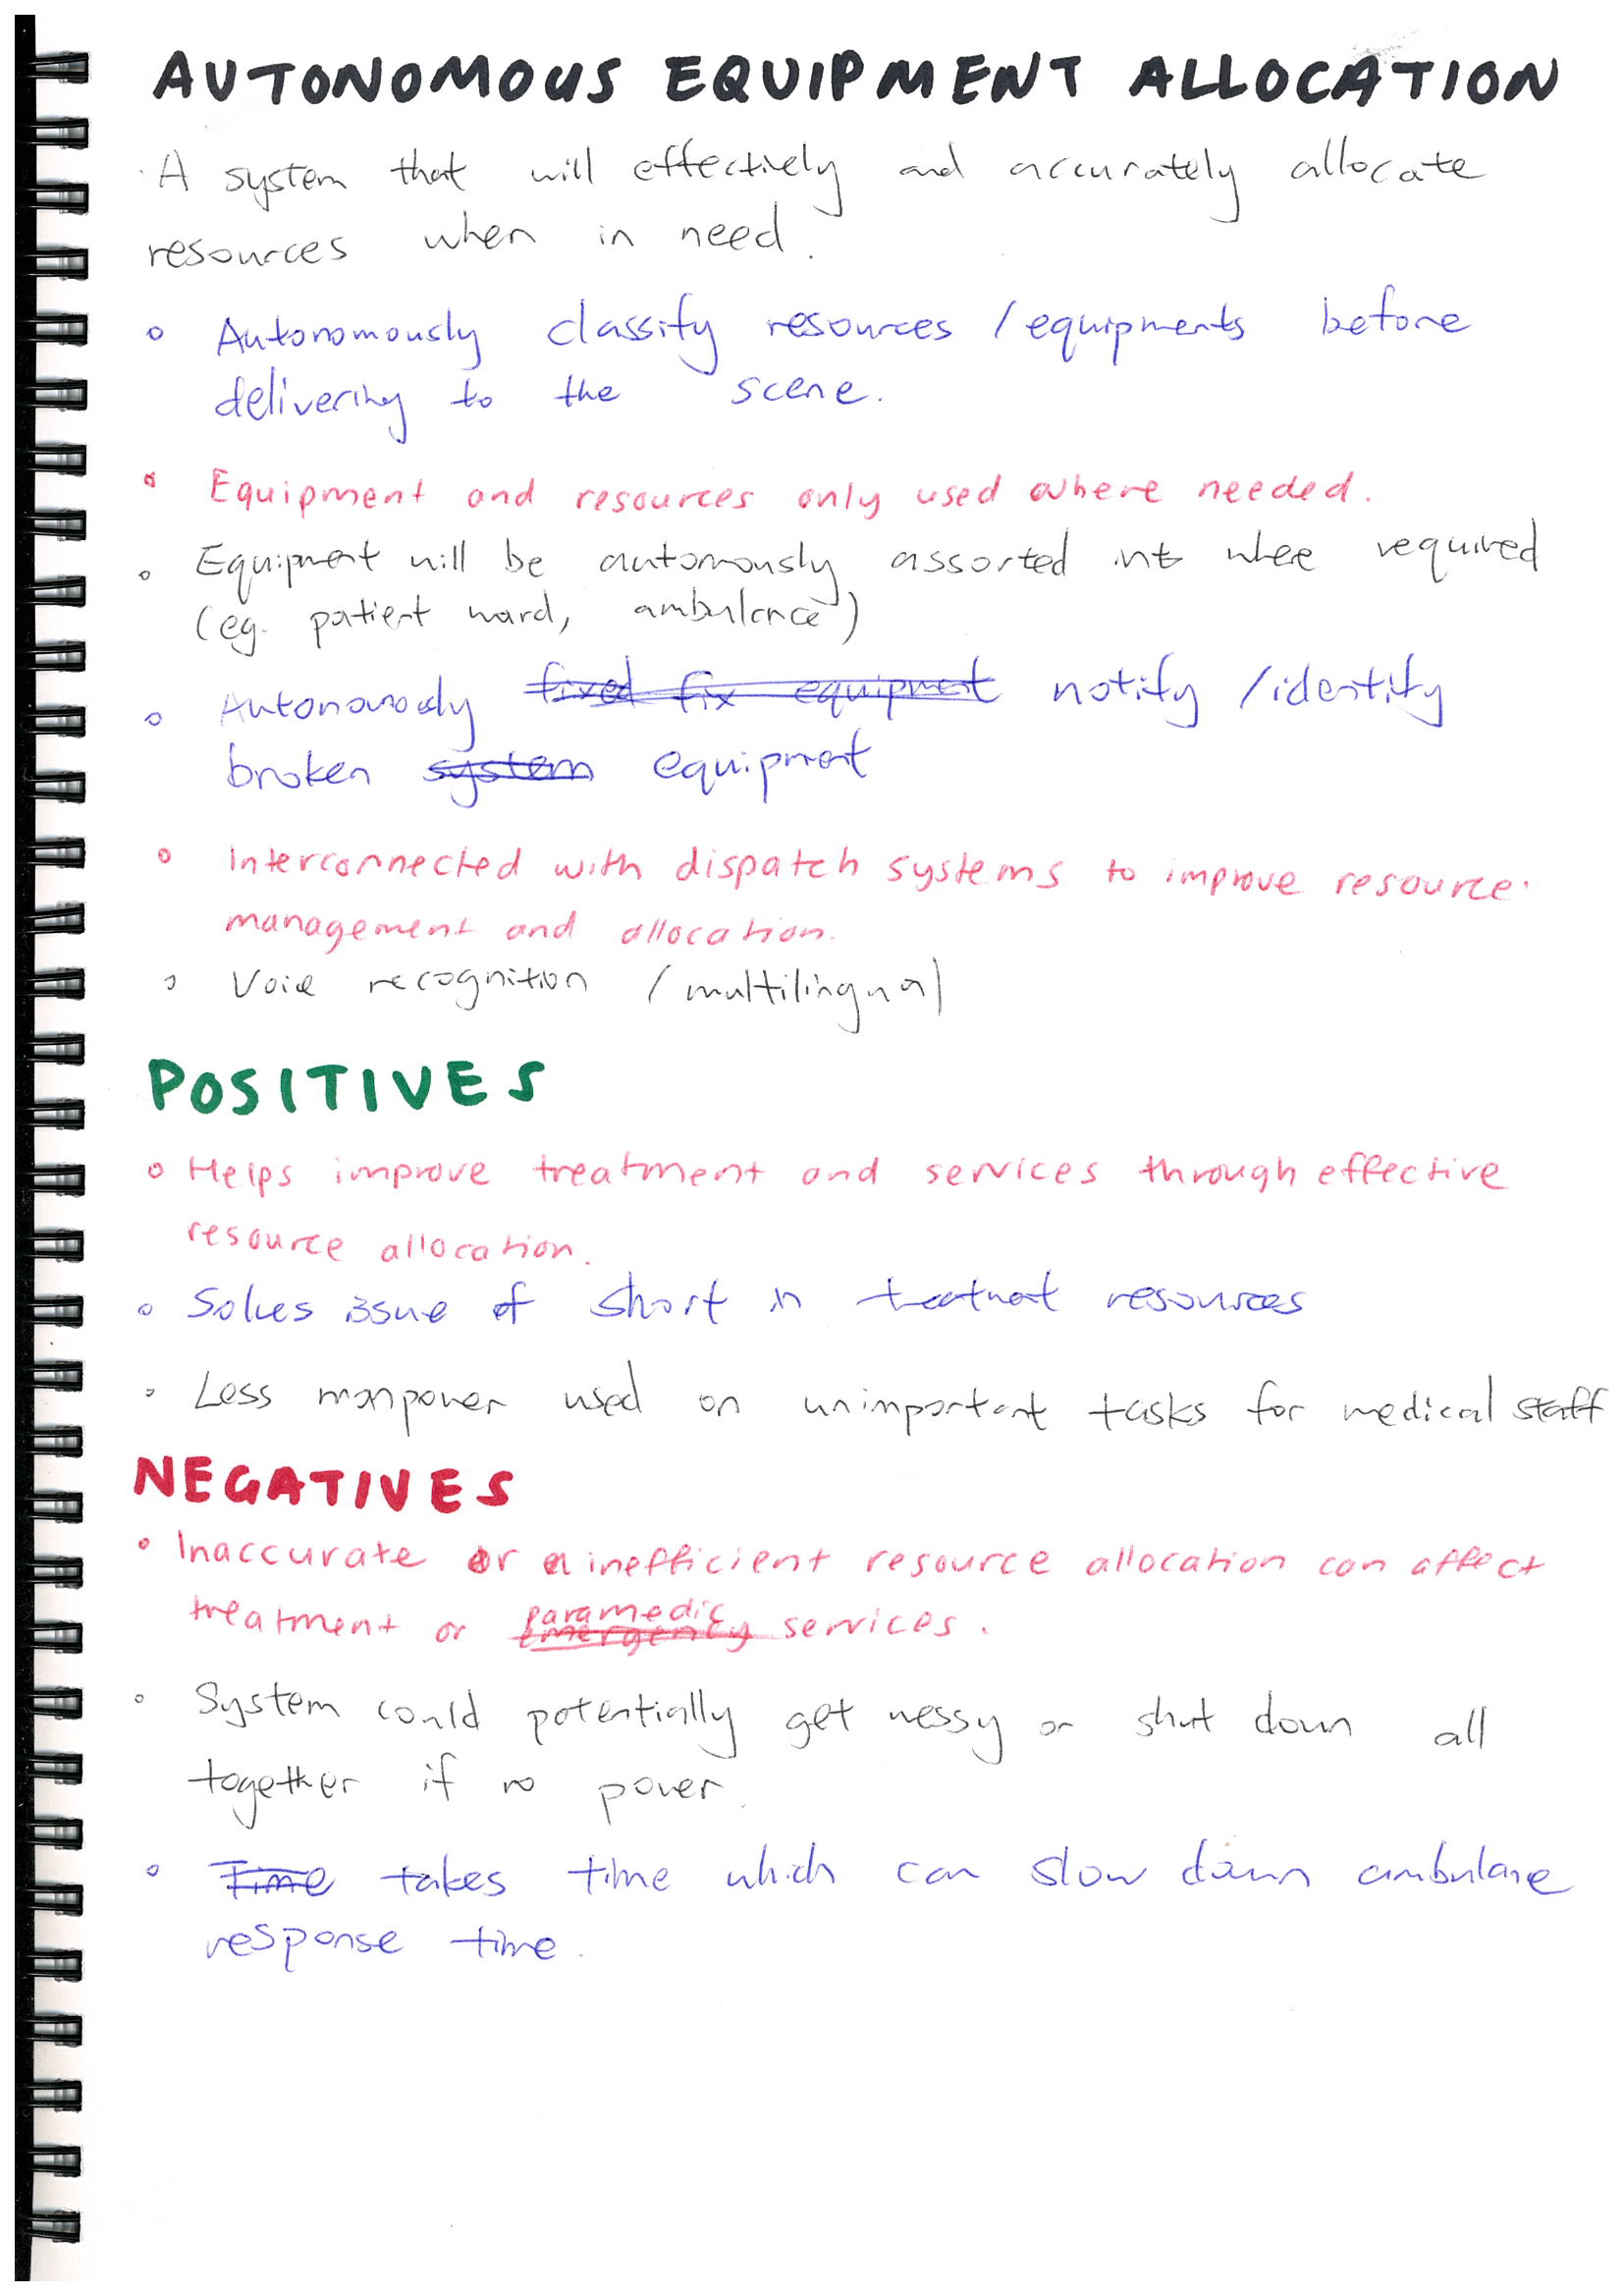 AUTONOMOUS EQUIPMENT ALLOCATION
· A system that will effectively and accurately allocate
resources when in need.
◦ Autonomously classify resources / equipments before
delivering to the scene.
◦ Equipment and resources only used where needed.
◦ Equipment will be automously assorted int where required
(eg. patient ward, ambulance)
◦ Autonomously ~~fixed fix equipment~~ notify / identify
broken ~~system~~ equipment
◦ Interconnected with dispatch systems to improve resource
management and allocation.
◦ Voice recognition / multilingual
POSITIVES
◦ Helps improve treatment and services through effective
resource allocation.
◦ Solves issue of short in treatment resources
◦ Less manpower used on unimportant tasks for medical staff
NEGATIVES
◦ Inaccurate or inefficient resource allocation can affect
treatment or ~~emergency~~ paramedic services.
◦ System could potentially get messy or shut down all
together if no power.
◦ ~~Time~~ takes time which can slow down ambulance
response time.